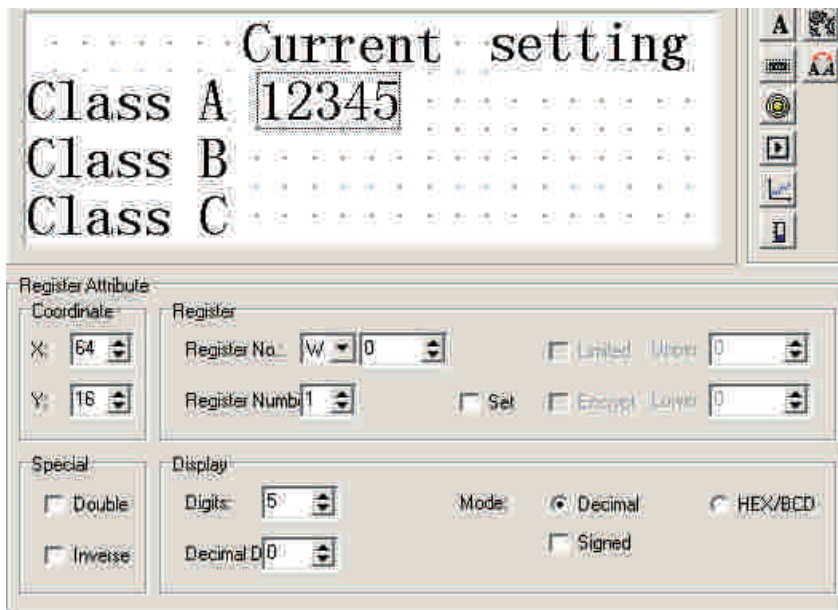 Current setting
Class A 12345
Class B
Class C
A
Register Attribute
Coordinate Register
X: 64 Register No.: W 0 Limited Upper 0
Y: 16 Register Numb 1 Set Encrypt Lower 0
Special Display
Double Digits: 5 Mode: Decimal HEX/BCD
Inverse Decimal D 0 Signed